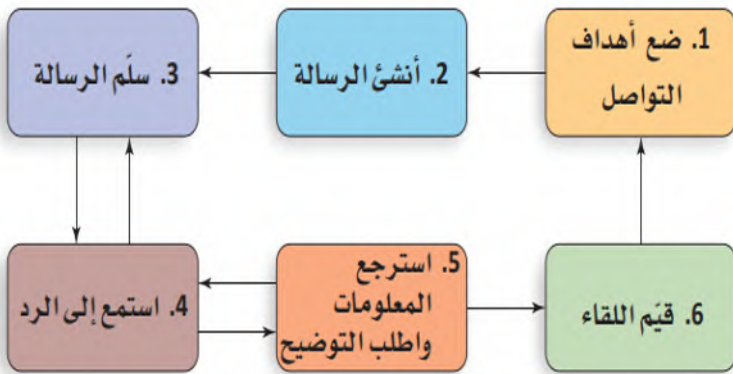 1. ضع أهداف
التواصل
2. أنشئ الرسالة
3. سلّم الرسالة
4. استمع إلى الرد
5. استرجع
المعلومات
واطلب التوضيح
6. قيّم اللقاء